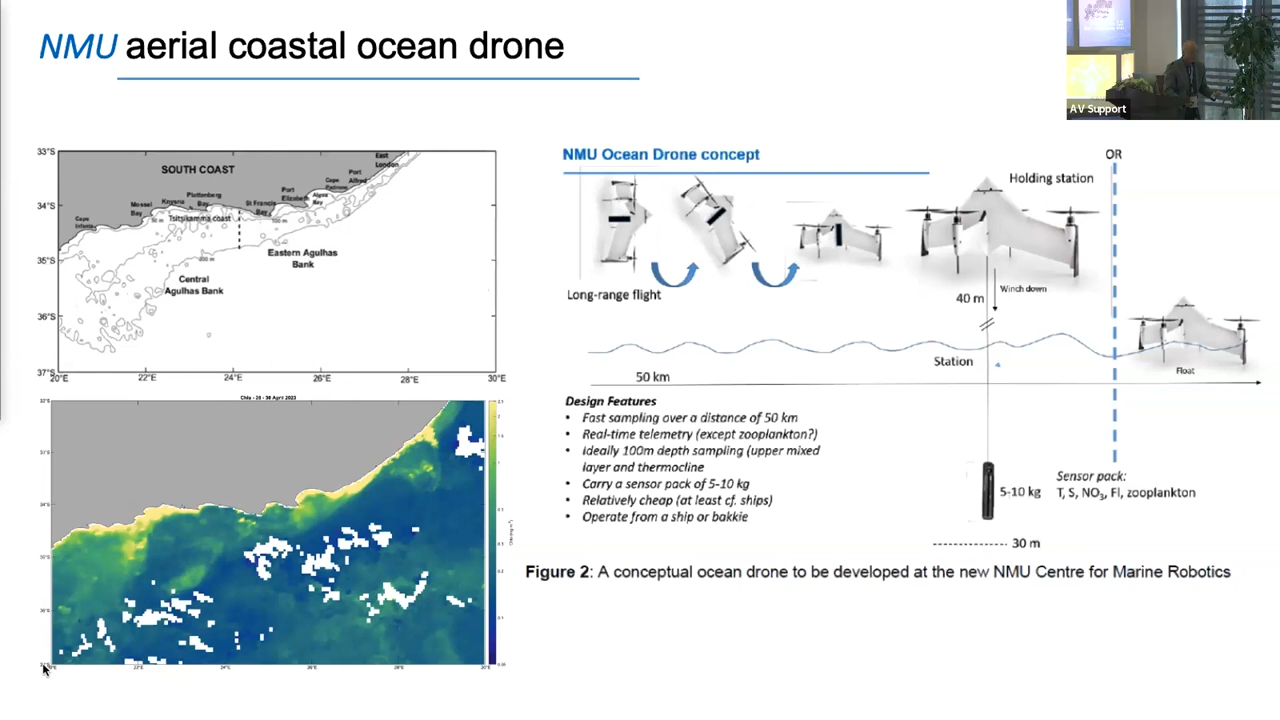 NMU aerial coastal ocean drone
AV Support
33°S
34°S
35°S
36°S
37°S
20°E
22°E
24°E
26°E
28°E
30°E
SOUTH COAST
East
London
Port
Alfred
Cape
Padrone
Algoa
Bay
Port
Elizabeth
St Francis
Bay
Plettenberg
Bay
Knysna
Mossel
Bay
Cape
Infanta
Tsitsikamma coast
200 m
Eastern Agulhas
Bank
Central
Agulhas Bank
NMU Ocean Drone concept
OR
Holding station
Long-range flight
40 m
Winch down
Station
Float
50 km
Design Features
• Fast sampling over a distance of 50 km
• Real-time telemetry (except zooplankton?)
• Ideally 100m depth sampling (upper mixed
layer and thermocline
• Carry a sensor pack of 5-10 kg
• Relatively cheap (at least cf. ships)
• Operate from a ship or bakkie
5-10 kg
Sensor pack:
T, S, NO₃, Fl, zooplankton
30 m
Figure 2: A conceptual ocean drone to be developed at the new NMU Centre for Marine Robotics